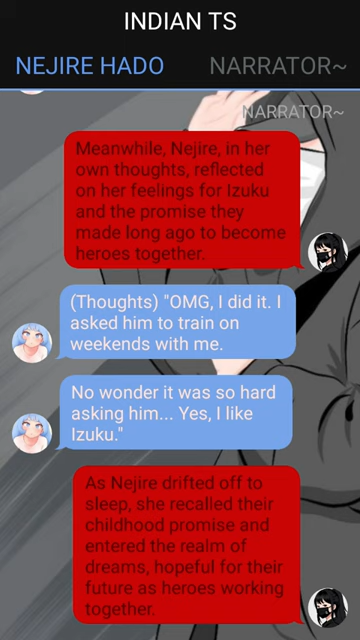 INDIAN TS
NEJIRE HADO NARRATOR~
NARRATOR~
Meanwhile, Nejire, in her
own thoughts, reflected
on her feelings for Izuku
and the promise they
made long ago to become
heroes together.
(Thoughts) "OMG, I did it. I
asked him to train on
weekends with me.
No wonder it was so hard
asking him... Yes, I like
Izuku."
As Nejire drifted off to
sleep, she recalled their
childhood promise and
entered the realm of
dreams, hopeful for their
future as heroes working
together.